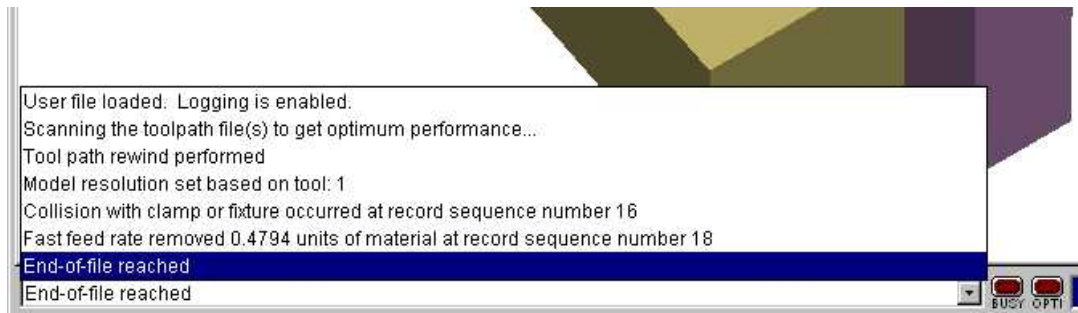 User file loaded. Logging is enabled.
Scanning the toolpath file(s) to get optimum performance...
Tool path rewind performed
Model resolution set based on tool: 1
Collision with clamp or fixture occurred at record sequence number 16
Fast feed rate removed 0.4794 units of material at record sequence number 18
End-of-file reached
End-of-file reached
BUSY OPTI